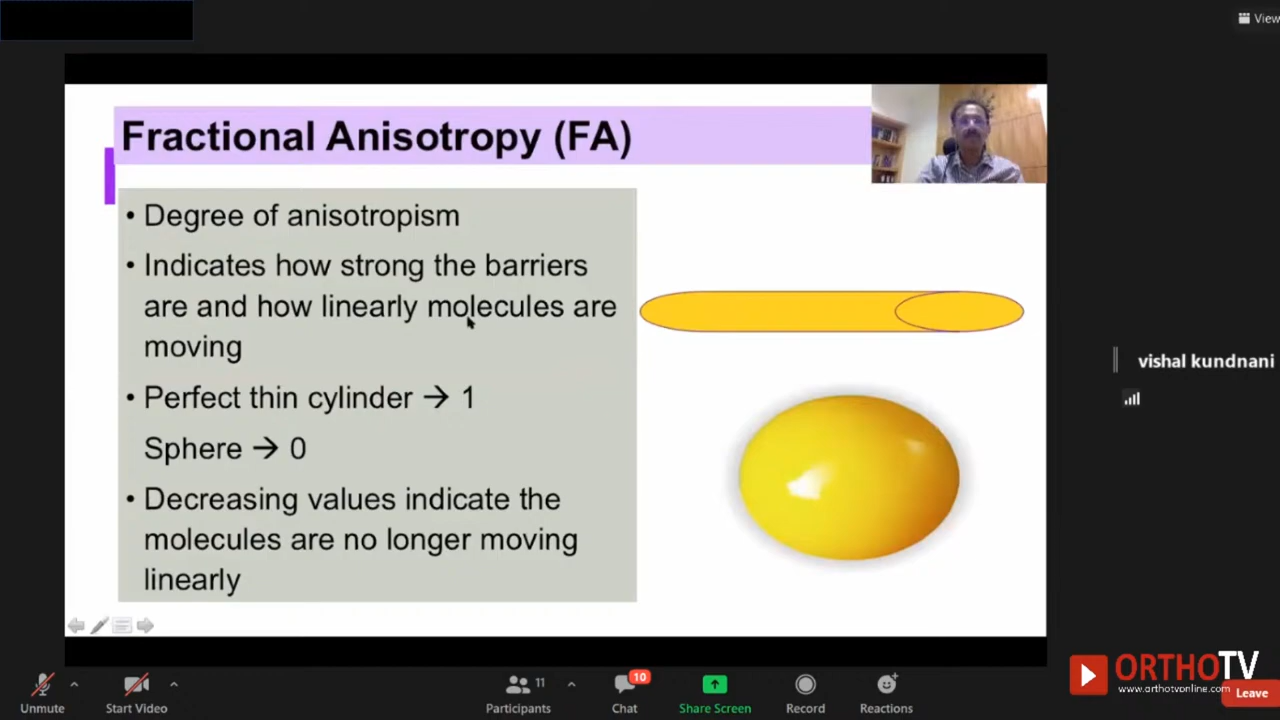 View
Fractional Anisotropy (FA)
• Degree of anisotropism
• Indicates how strong the barriers
are and how linearly molecules are
moving
• Perfect thin cylinder → 1
Sphere → 0
• Decreasing values indicate the
molecules are no longer moving
linearly
vishal kundnani
ORTHOTV
www.orthotvonline.com
Unmute
Start Video
11
Participants
10
Chat
Share Screen
Record
Reactions
Leave